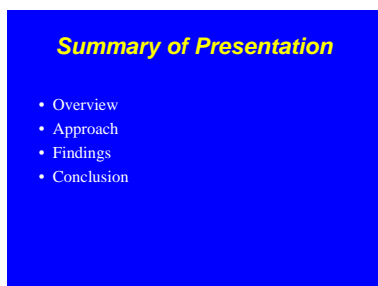 Summary of Presentation
• Overview
• Approach
• Findings
• Conclusion